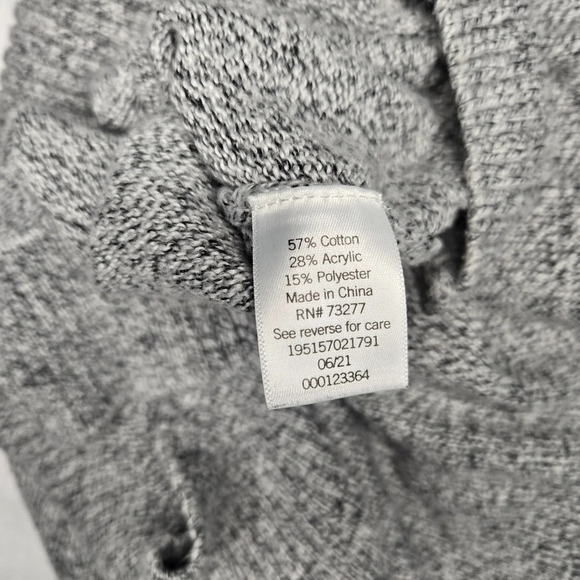 57% Cotton
28% Acrylic
15% Polyester
Made in China
RN# 73277
See reverse for care
195157021791
06/21
000123364